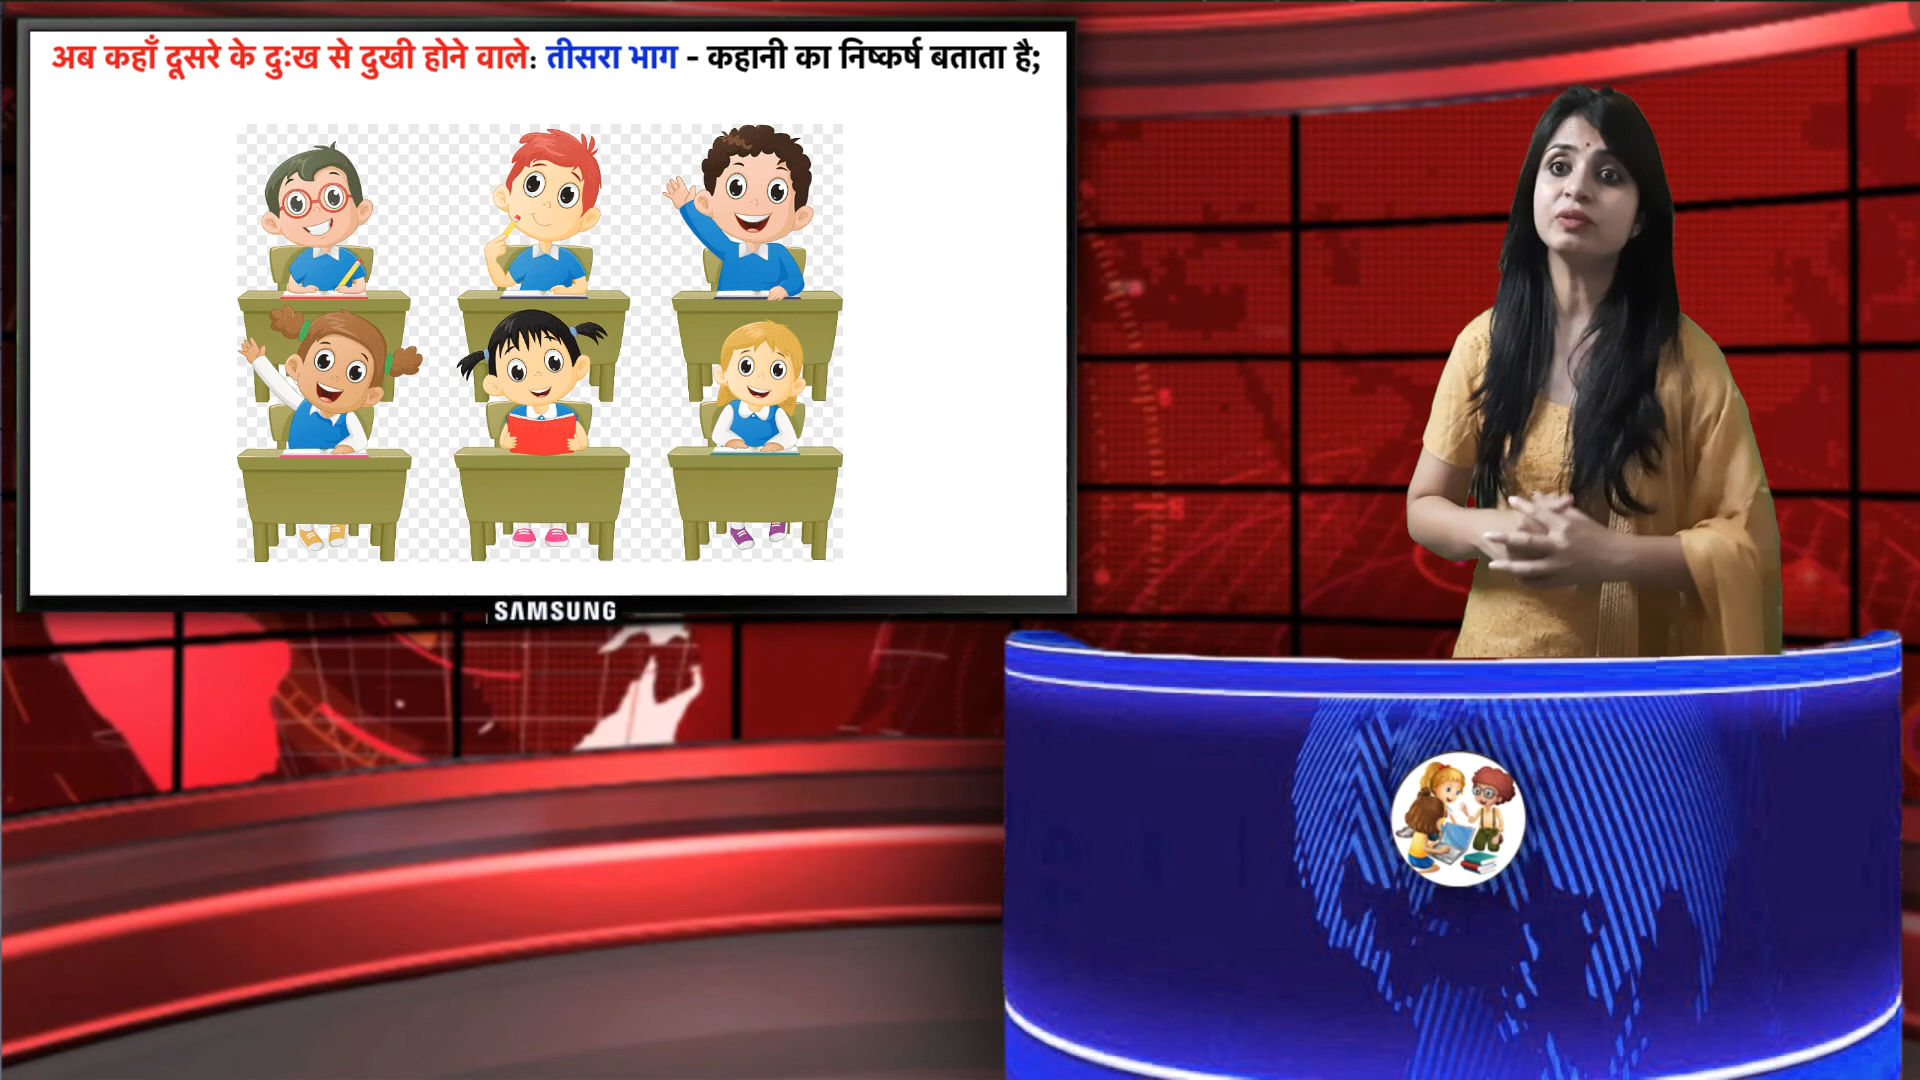 अब कहाँ दूसरे के दुःख से दुखी होने वाले: तीसरा भाग - कहानी का निष्कर्ष बताता है;
SAMSUNG